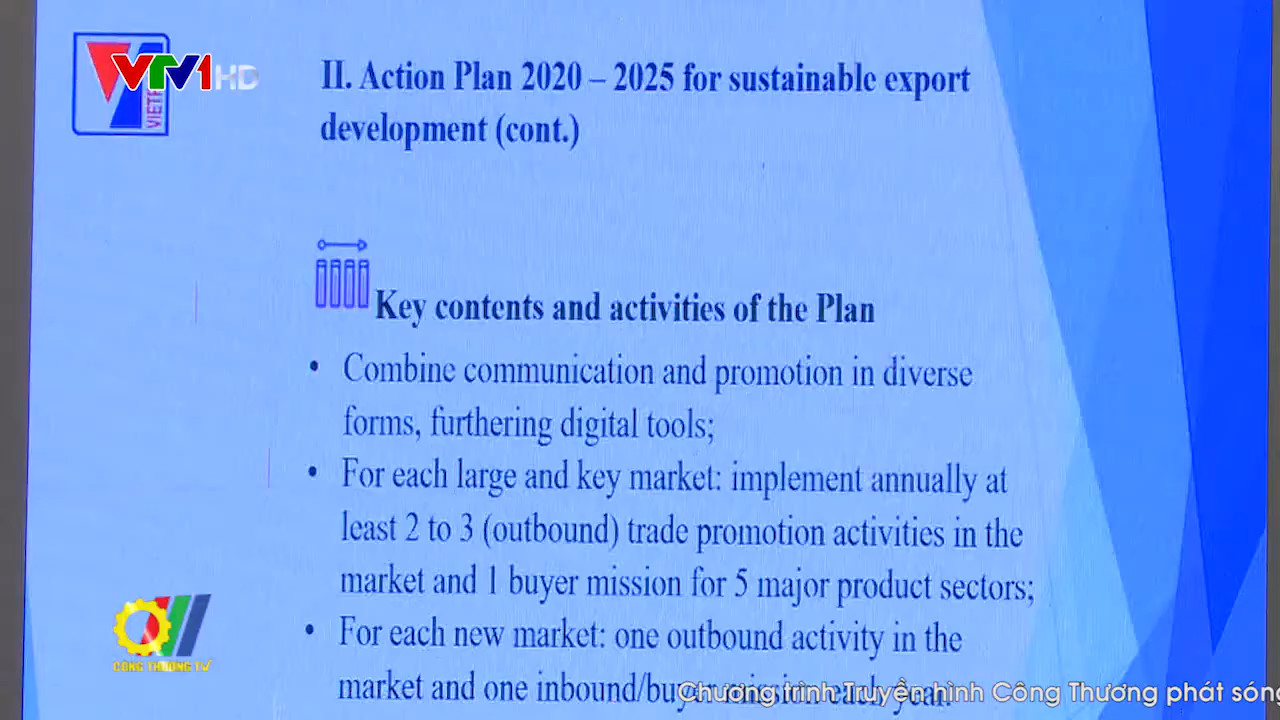 VTV1 HD
II. Action Plan 2020 – 2025 for sustainable export
development (cont.)
Key contents and activities of the Plan
• Combine communication and promotion in diverse
forms, furthering digital tools;
• For each large and key market: implement annually at
least 2 to 3 (outbound) trade promotion activities in the
market and 1 buyer mission for 5 major product sectors;
• For each new market: one outbound activity in the
market and one inbound/buyer mission each year.
CÔNG THƯƠNG TV
Chương trình Truyền hình Công Thương phát sóng